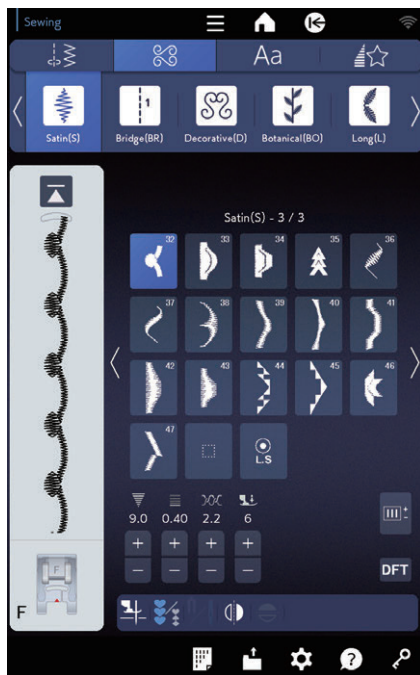 Sewing
Aa
1
Satin(S) Bridge(BR) Decorative(D) Botanical(BO) Long(L)
Satin(S) - 3 / 3
32 33 34 35 36
37 38 39 40 41
42 43 44 45 46
47
L.S
9.0 0.40 2.2 6
+ + + +
- - - -
DFT
F
F
?